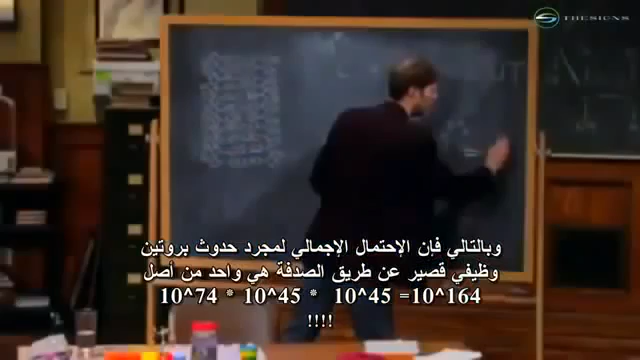 THESIGNS
وبالتالي فإن الإحتمال الإجمالي لمجرد حدوث بروتين
وظيفي قصير عن طريق الصدفة هي واحد من أصل
10^74 * 10^45 * 10^45 =10^164
!!!!